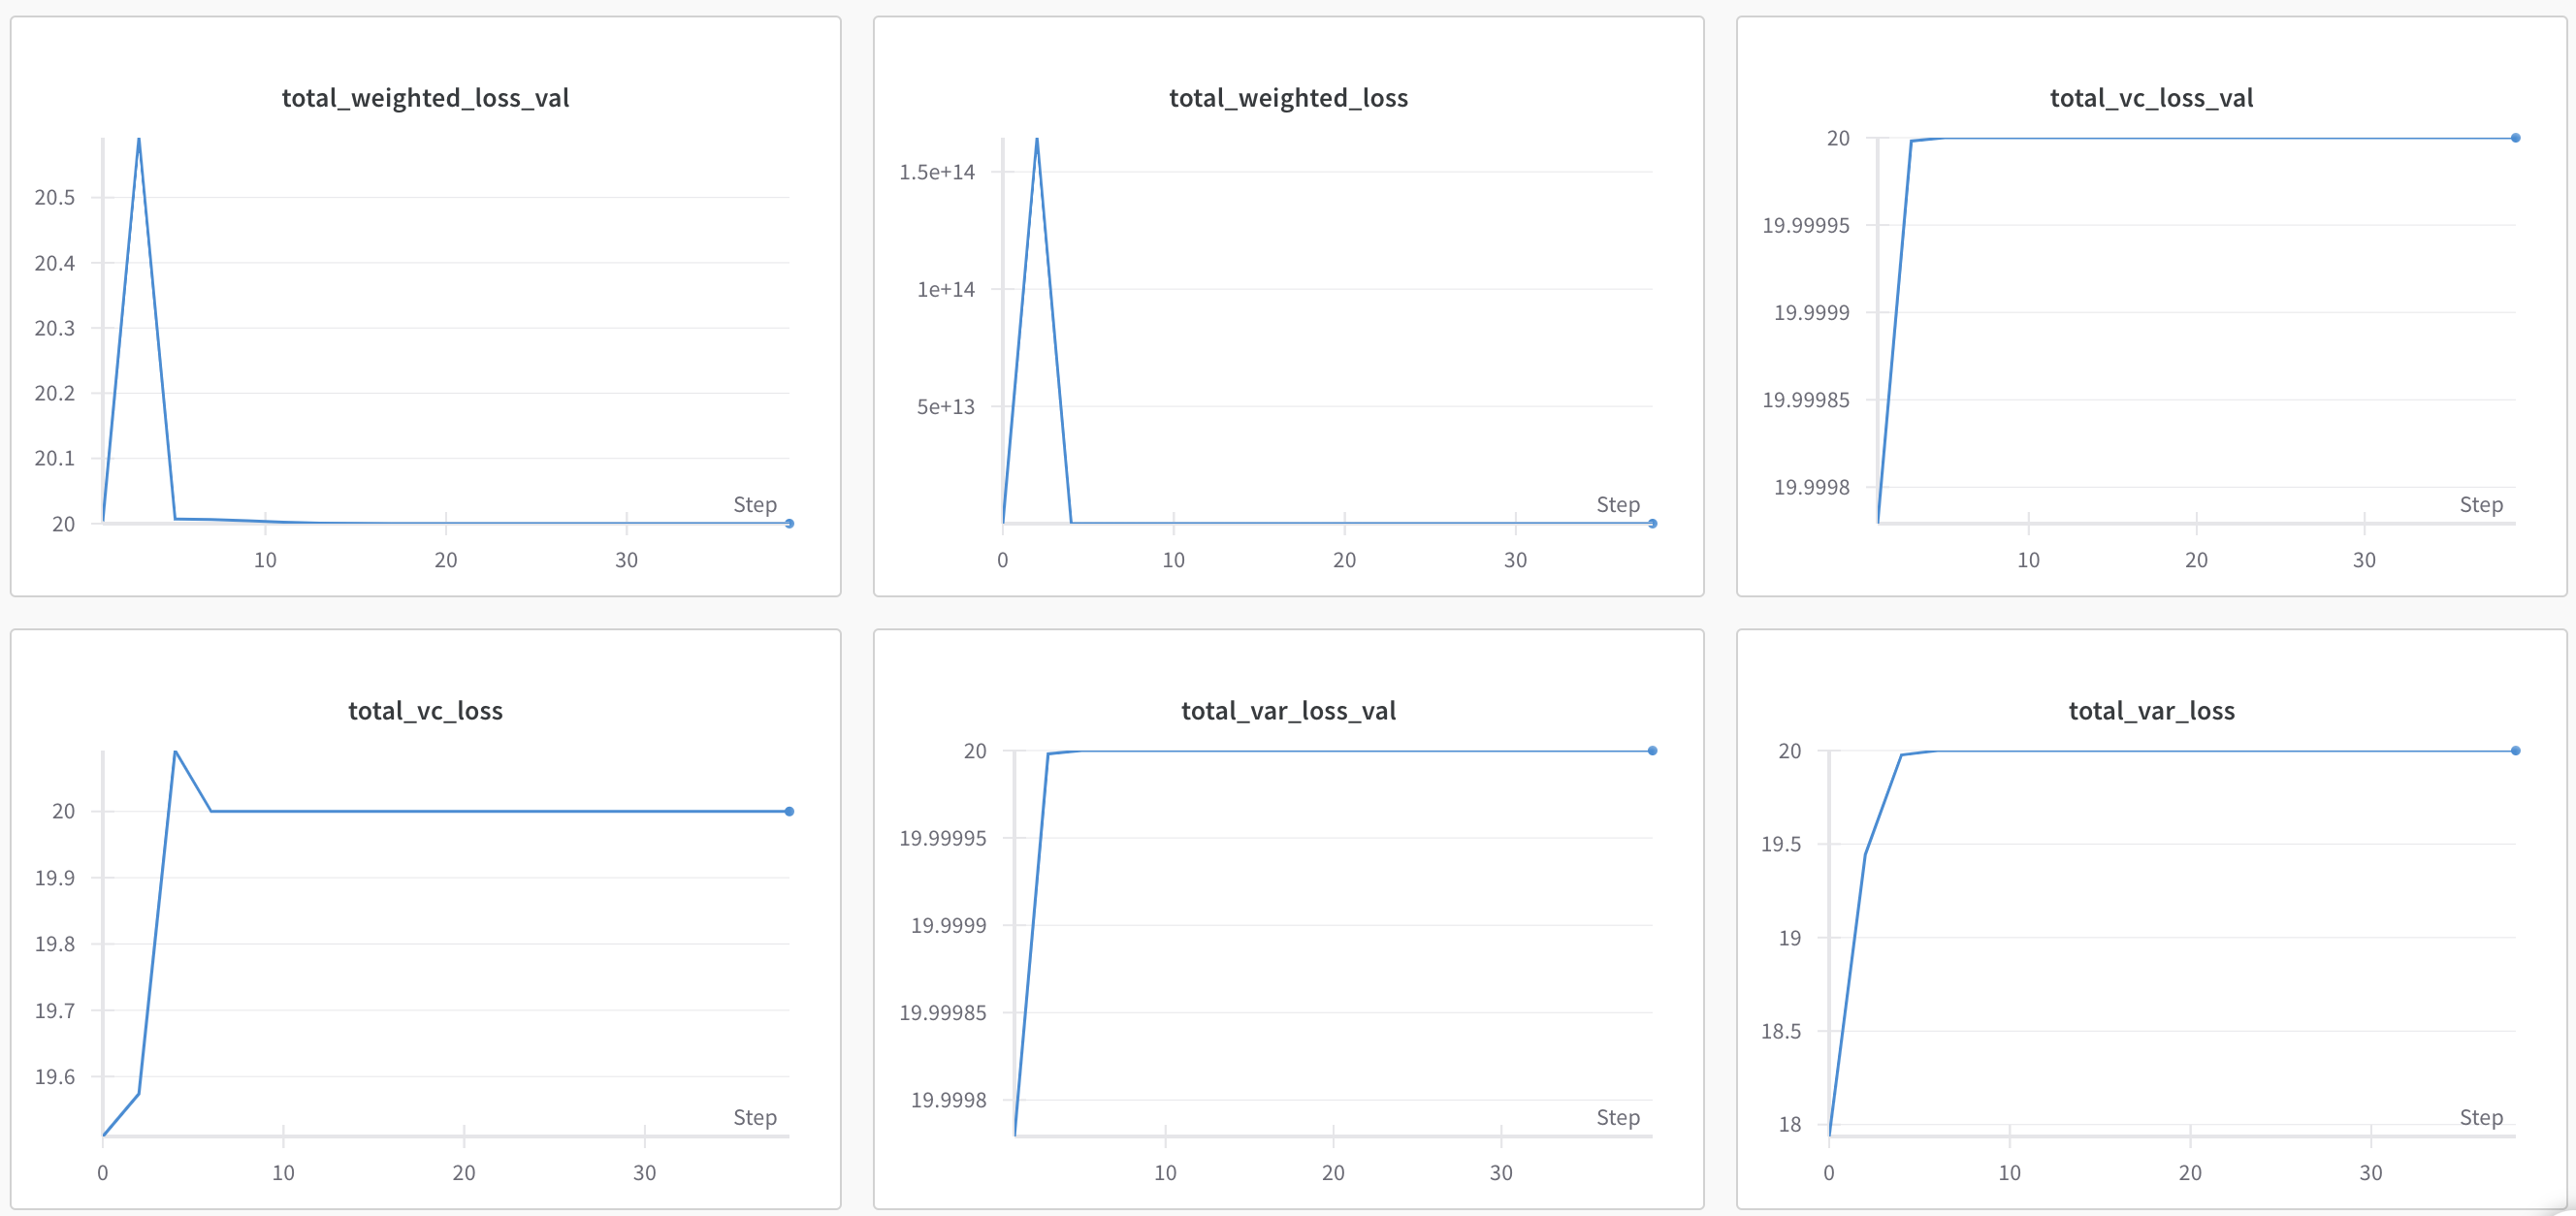 total_weighted_loss_val
20.5
20.4
20.3
20.2
20.1
20
Step
10 20 30
total_weighted_loss
1.5e+14
1e+14
5e+13
Step
0 10 20 30
total_vc_loss_val
20
19.99995
19.9999
19.99985
19.9998
Step
10 20 30
total_vc_loss
20
19.9
19.8
19.7
19.6
Step
0 10 20 30
total_var_loss_val
20
19.99995
19.9999
19.99985
19.9998
Step
10 20 30
total_var_loss
20
19.5
19
18.5
18
Step
0 10 20 30